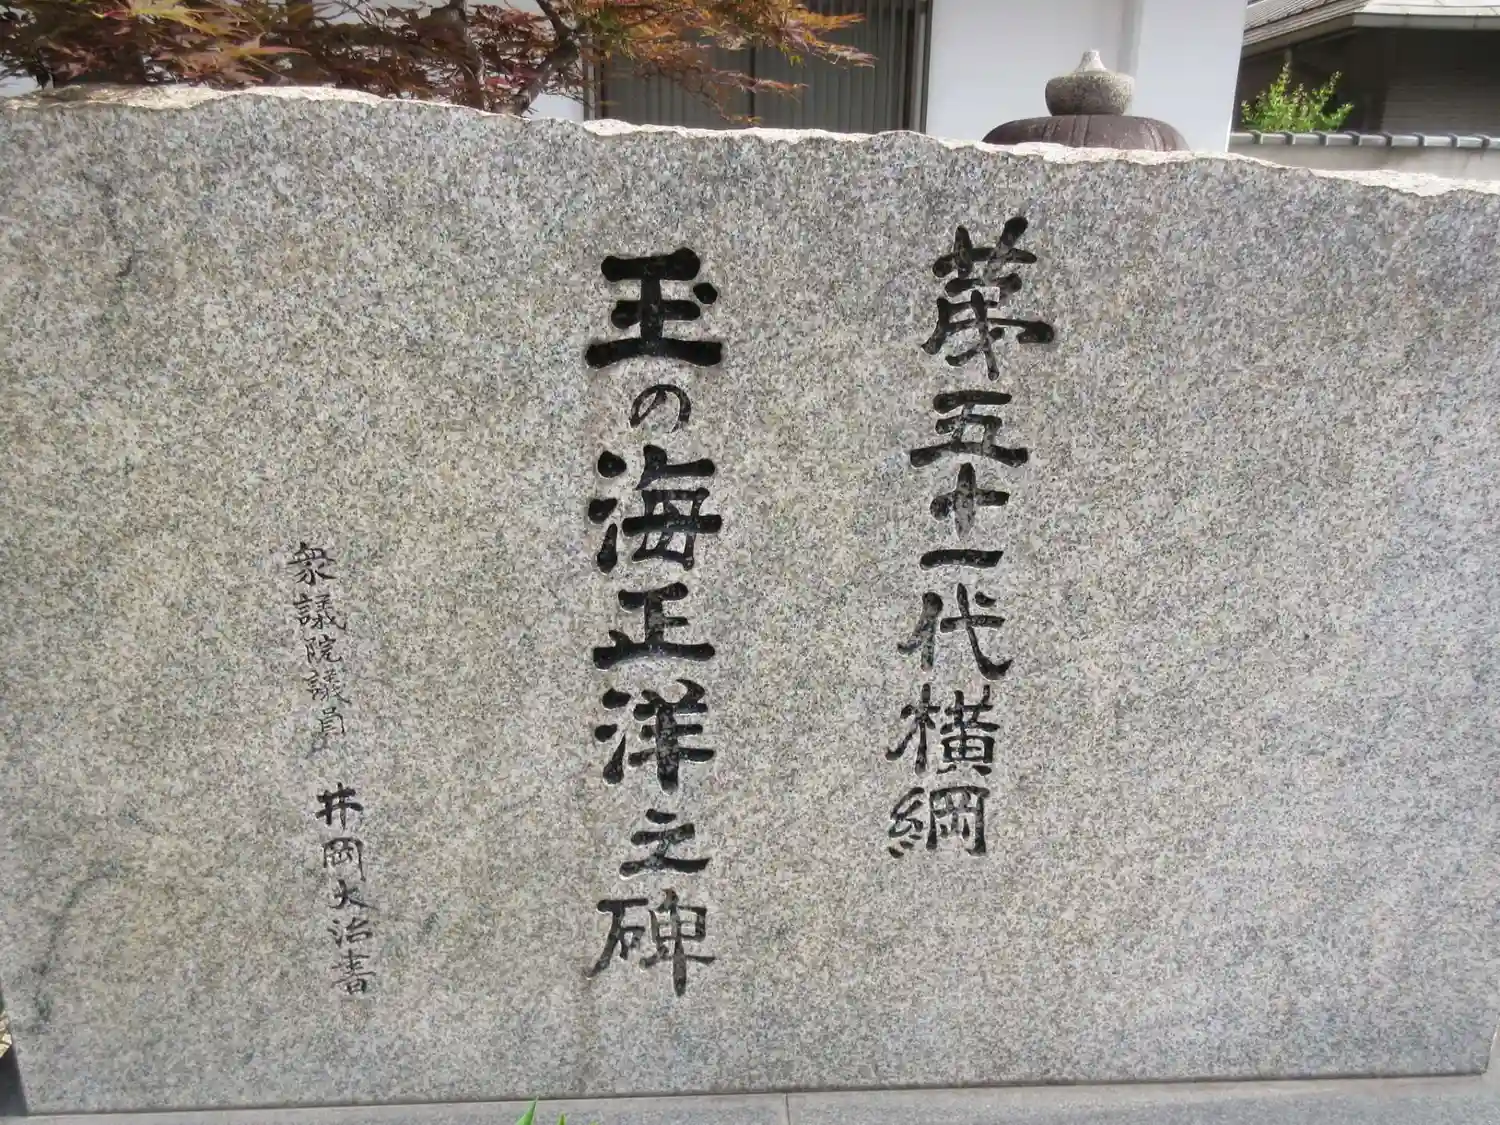 第五十一代横綱
玉の海正洋之碑
衆議院議員 井岡大治書